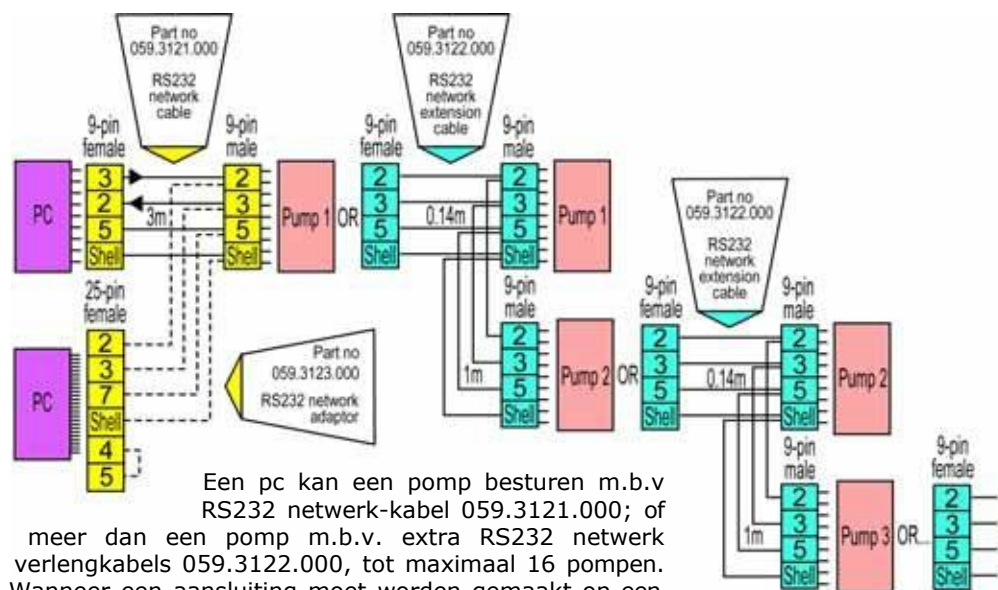 Part no
059.3121.000
RS232
network
cable
Part no
059.3122.000
RS232
network
extension
cable
9-pin
female
9-pin
male
9-pin
female
9-pin
male
PC
3
2
5
Shell
3m
2
3
5
Shell
Pump 1
OR
2
3
5
Shell
0.14m
2
3
5
Shell
Pump 1
Part no
059.3122.000
RS232
network
extension
cable
25-pin
female
PC
2
3
7
Shell
4
5
Part no
059.3123.000
RS232 network
adaptor
9-pin
male
1m
2
3
5
Shell
Pump 2
OR
9-pin
female
2
3
5
Shell
0.14m
9-pin
male
2
3
5
Shell
Pump 2
9-pin
male
1m
2
3
5
Shell
Pump 3
OR...
9-pin
female
2
3
5
Shell
Een pc kan een pomp besturen m.b.v
RS232 netwerk-kabel 059.3121.000; of
meer dan een pomp m.b.v. extra RS232 netwerk
verlengkabels 059.3122.000, tot maximaal 16 pompen.
Wanneer een aansluiting moet worden gemaakt op een